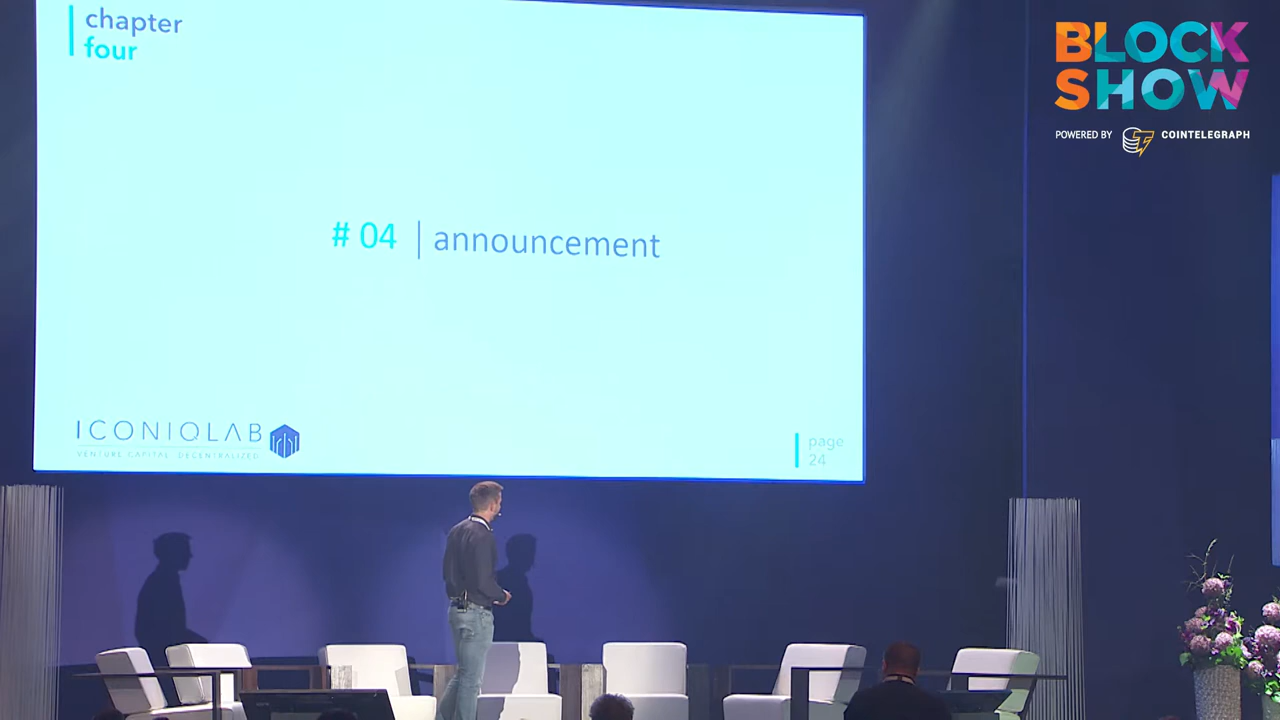 chapter
four
# 04 | announcement
ICONIQLAB
VENTURE CAPITAL. DECENTRALIZED
page
24
BLOCK
SHOW
POWERED BY COINTELEGRAPH